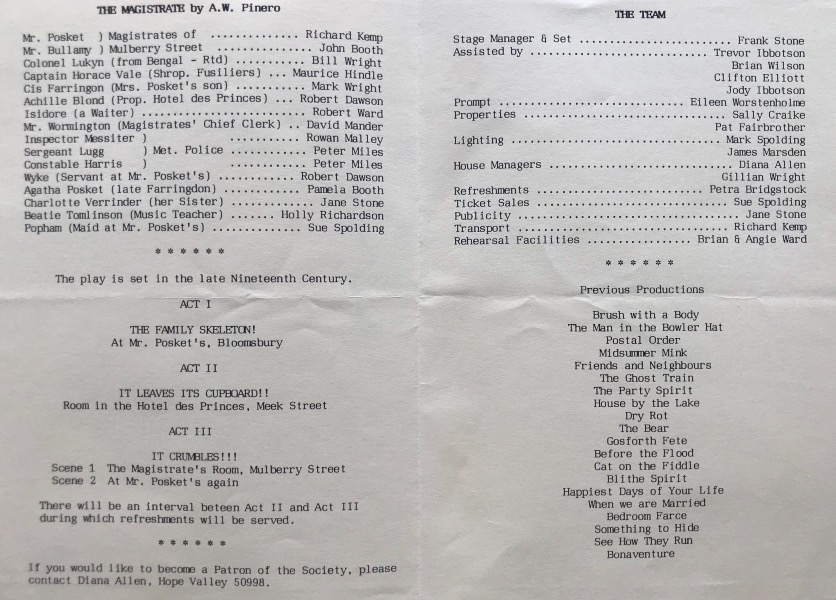 THE MAGISTRATE by A.W. Pinero
Mr. Posket ) Magistrates of ............. Richard Kemp
Mr. Bullamy ) Mulberry Street .............. John Booth
Colonel Lukyn (from Bengal - Rtd) .......... Bill Wright
Captain Horace Vale (Shrop. Fusiliers) ... Maurice Hindle
Cis Farringon (Mrs. Posket's son) .......... Mark Wright
Achille Blond (Prop. Hotel des Princes) ... Robert Dawson
Isidore (a Waiter) ........................ Robert Ward
Mr. Wormington (Magistrates' Chief Clerk) .. David Mander
Inspector Messiter ) ............ Rowan Malley
Sergeant Lugg ) Met. Police ............ Peter Miles
Constable Harris ) ............ Peter Miles
Wyke (Servant at Mr. Posket's) ........... Robert Dawson
Agatha Posket (late Farringdon) ........... Pamela Booth
Charlotte Verrinder (her Sister) ........... Jane Stone
Beatie Tomlinson (Music Teacher) ....... Holly Richardson
Popham (Maid at Mr. Posket's) ............. Sue Spolding
* * * * * *
The play is set in the late Nineteenth Century.
ACT I
THE FAMILY SKELETON!
At Mr. Posket's, Bloomsbury
ACT II
IT LEAVES ITS CUPBOARD!!
Room in the Hotel des Princes, Meek Street
ACT III
IT CRUMBLES!!!
Scene 1 The Magistrate's Room, Mulberry Street
Scene 2 At Mr. Posket's again
There will be an interval beteen Act II and Act III
during which refreshments will be served.
* * * * * *
If you would like to become a Patron of the Society, please
contact Diana Allen, Hope Valley 50998.
THE TEAM
Stage Manager & Set ...................... Frank Stone
Assisted by .......................... Trevor Ibbotson
Brian Wilson
Clifton Elliott
Jody Ibbotson
Prompt ............................ Eileen Worstenholme
Properties ............................. Sally Craike
Pat Fairbrother
Lighting .............................. Mark Spolding
James Marsden
House Managers .......................... Diana Allen
Gillian Wright
Refreshments ........................ Petra Bridgstock
Ticket Sales .......................... Sue Spolding
Publicity ............................... Jane Stone
Transport ............................. Richard Kemp
Rehearsal Facilities ................ Brian & Angie Ward
* * * * * *
Previous Productions
Brush with a Body
The Man in the Bowler Hat
Postal Order
Midsummer Mink
Friends and Neighbours
The Ghost Train
The Party Spirit
House by the Lake
Dry Rot
The Bear
Gosforth Fete
Before the Flood
Cat on the Fiddle
Blithe Spirit
Happiest Days of Your Life
When we are Married
Bedroom Farce
Something to Hide
See How They Run
Bonaventure